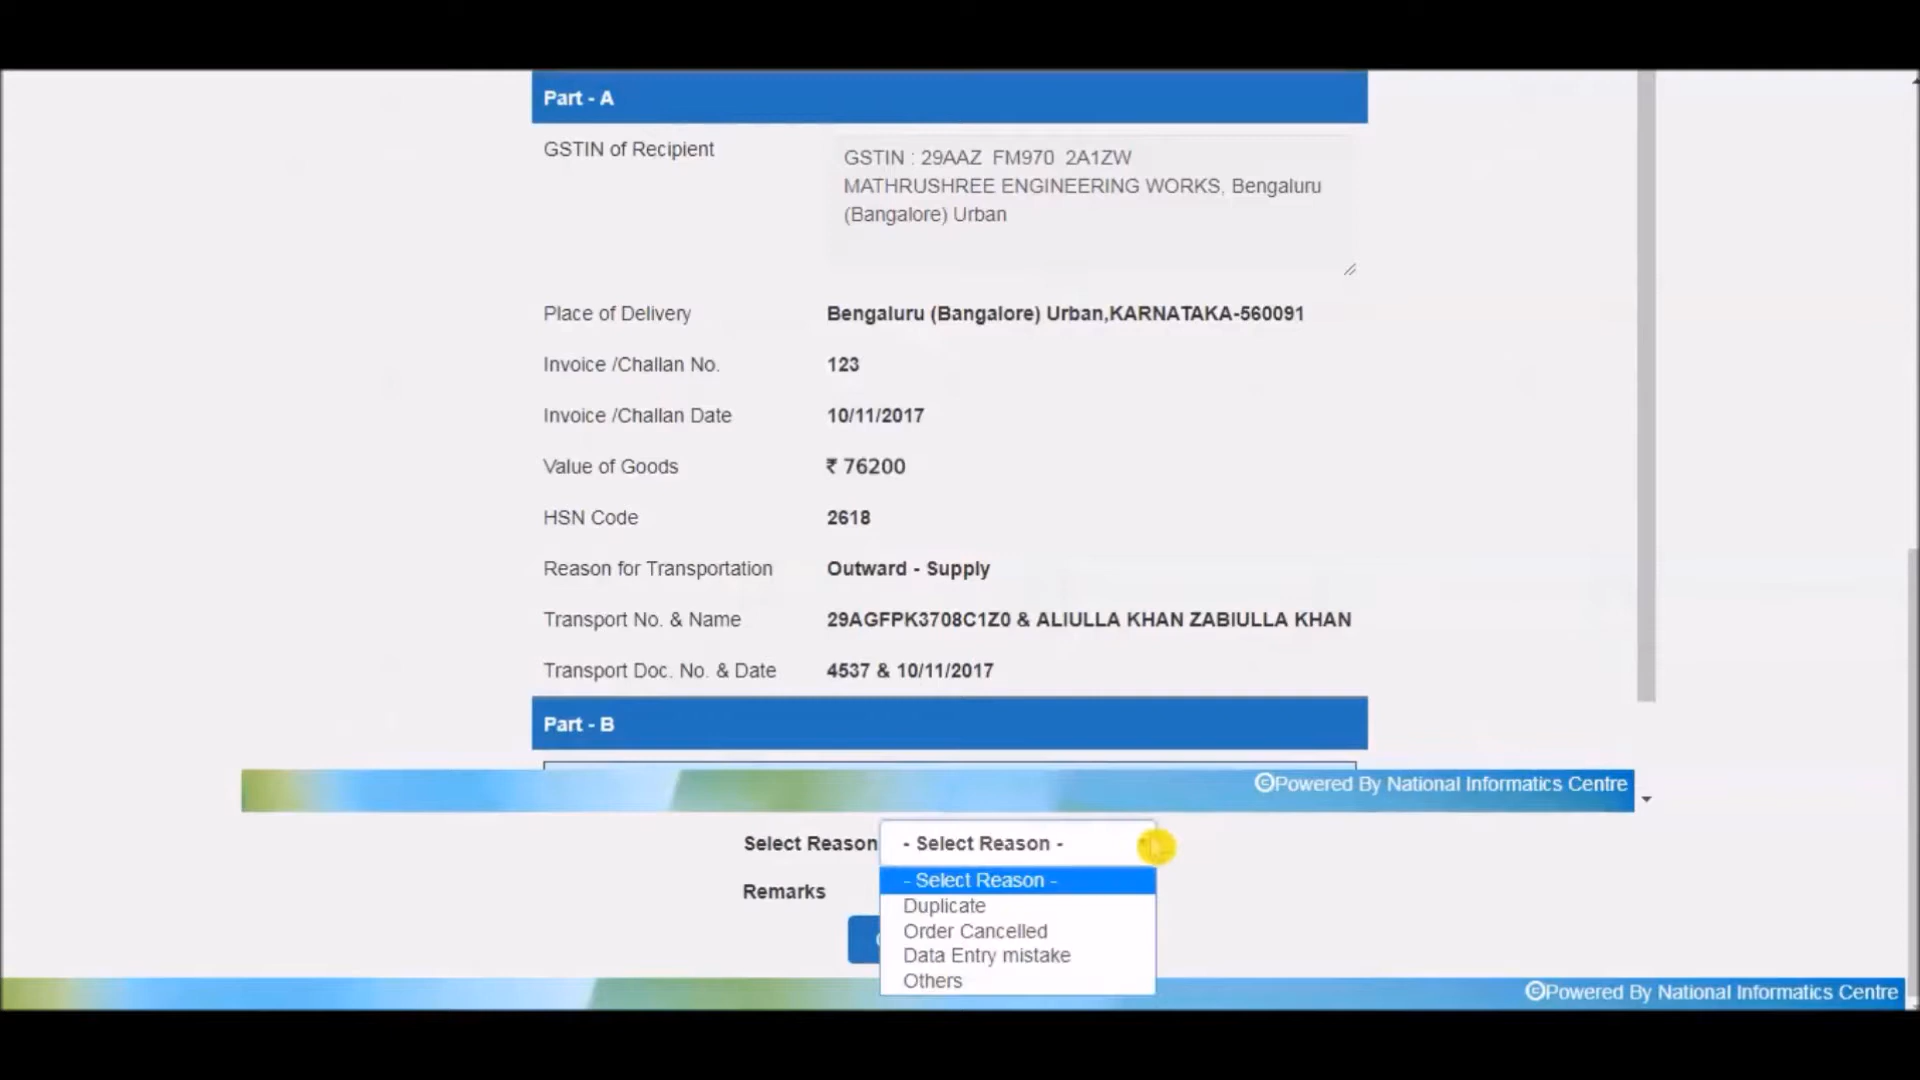 Part - A
GSTIN of Recipient
GSTIN : 29AAZ FM970 2A1ZW
MATHRUSHREE ENGINEERING WORKS, Bengaluru
(Bangalore) Urban
Place of Delivery Bengaluru (Bangalore) Urban,KARNATAKA-560091
Invoice /Challan No. 123
Invoice /Challan Date 10/11/2017
Value of Goods ₹ 76200
HSN Code 2618
Reason for Transportation Outward - Supply
Transport No. & Name 29AGFPK3708C1Z0 & ALIULLA KHAN ZABIULLA KHAN
Transport Doc. No. & Date 4537 & 10/11/2017
Part - B
©Powered By National Informatics Centre
Select Reason - Select Reason -
- Select Reason -
Remarks
Duplicate
Order Cancelled
Data Entry mistake
Others
©Powered By National Informatics Centre